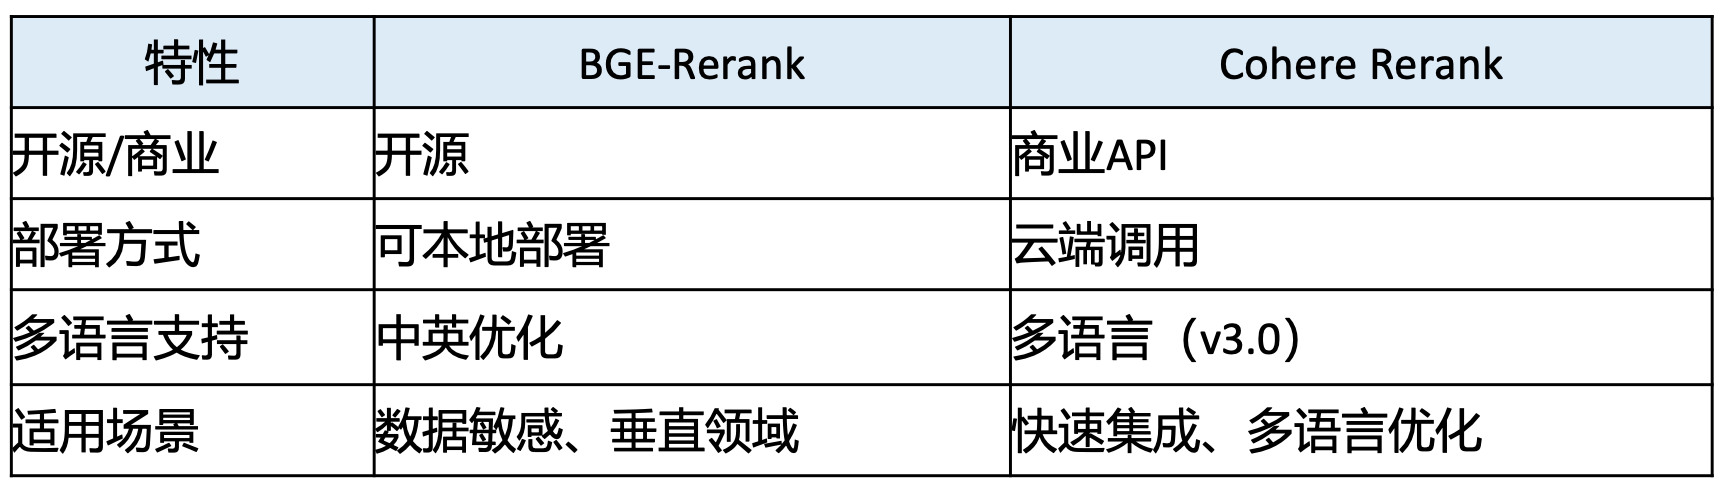 特性 BGE-Rerank Cohere Rerank
开源/商业 开源 商业API
部署方式 可本地部署 云端调用
多语言支持 中英优化 多语言（v3.0）
适用场景 数据敏感、垂直领域 快速集成、多语言优化